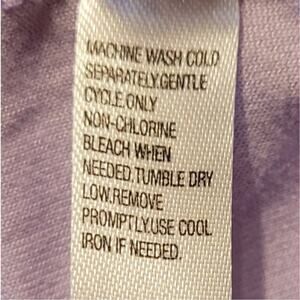 MACHINE WASH COLD
SEPARATELY.GENTLE
CYCLE.ONLY
NON-CHLORINE
BLEACH WHEN
NEEDED.TUMBLE DRY
LOW.REMOVE
PROMPTLY.USE COOL
IRON IF NEEDED.